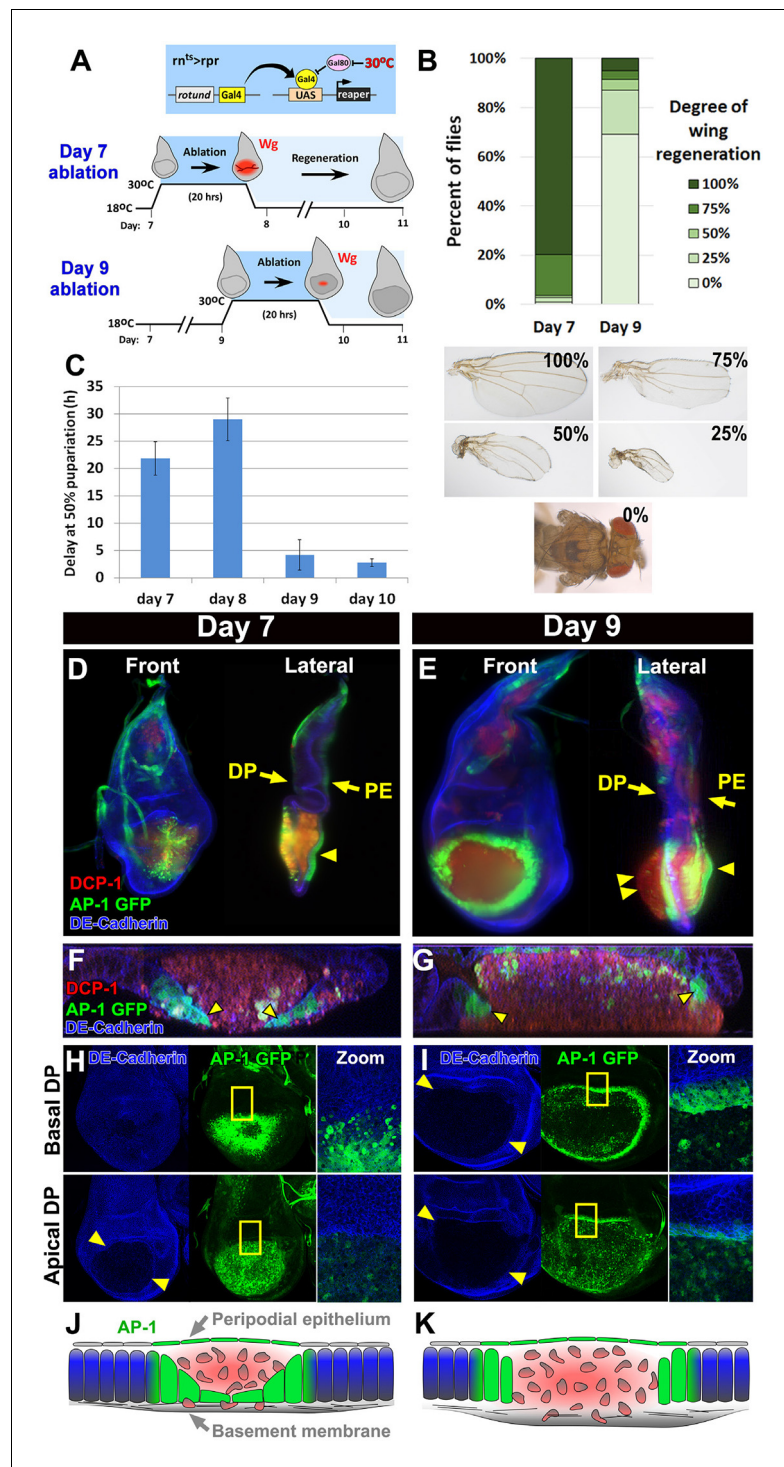 A
rnts>rpr
Gal80
30ºC
Gal4
rotund
Gal4
UAS
reaper
Day 7 ablation
Ablation
Wg
Regeneration
30ºC
(20 hrs)
18ºC
Day: 7
8
10
11
Day 9 ablation
Ablation
Wg
30ºC
(20 hrs)
18ºC
Day:
7
9
10
11
B
100%
80%
60%
40%
20%
0%
Percent of flies
Day 7
Day 9
Degree of
wing
regeneration
100%
75%
50%
25%
0%
100%
75%
50%
25%
0%
C
Delay at 50% pupariation (h)
35
30
25
20
15
10
5
0
day 7
day 8
day 9
day 10
Day 7
Day 9
D
Front
Lateral
DP
PE
DCP-1
AP-1 GFP
DE-Cadherin
E
Front
Lateral
DP
PE
F
DCP-1
AP-1 GFP
DE-Cadherin
G
H
DE-Cadherin
AP-1 GFP
Zoom
I
DE-Cadherin
AP-1 GFP
Zoom
Basal DP
Apical DP
J
AP-1
Peripodial epithelium
Basement membrane
K